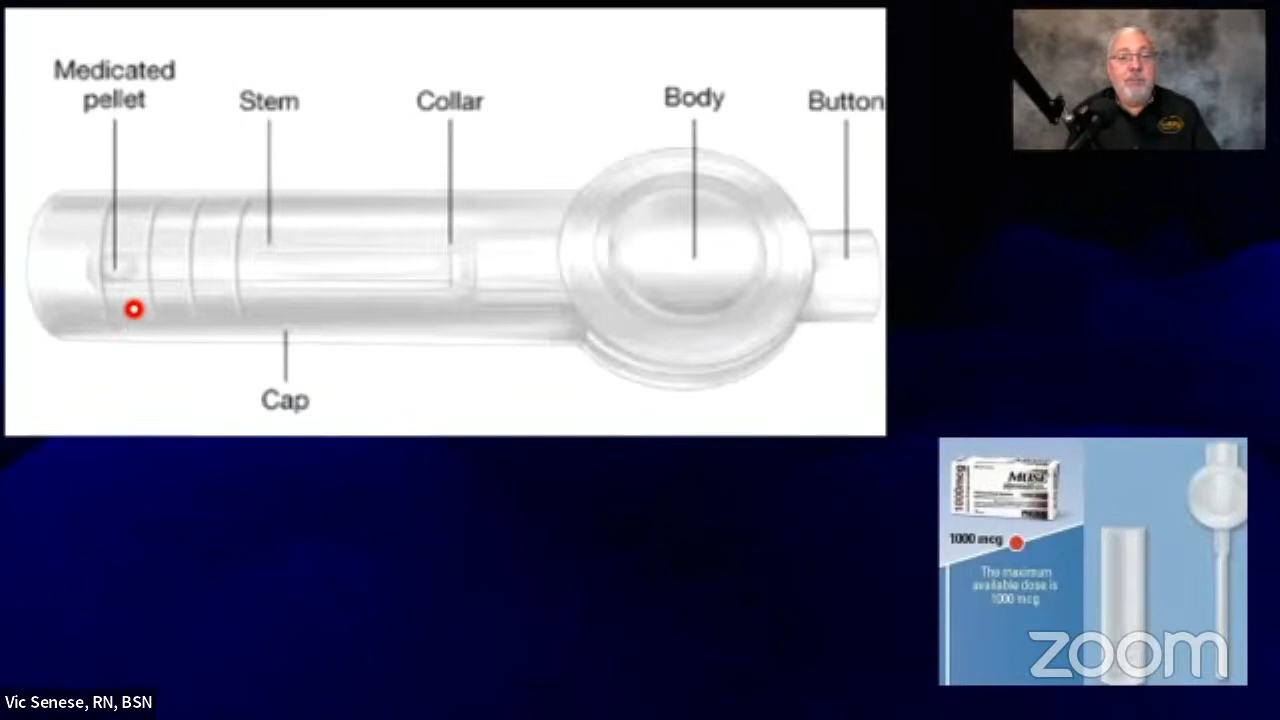 Medicated
pellet
Stem
Collar
Body
Button
Cap
1000mcg
MUSE
1000 mcg
The maximum
available dose is
1000 mcg
zoom
Vic Senese, RN, BSN